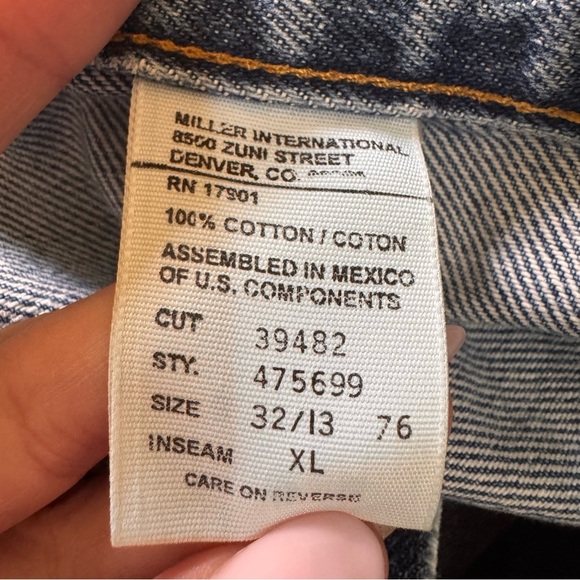 MILLER INTERNATIONAL
8500 ZUNI STREET
DENVER, CO.
RN 17901
100% COTTON / COTON
ASSEMBLED IN MEXICO
OF U.S. COMPONENTS
CUT 39482
STY. 475699
SIZE 32/13 76
INSEAM XL
CARE ON REVERSE